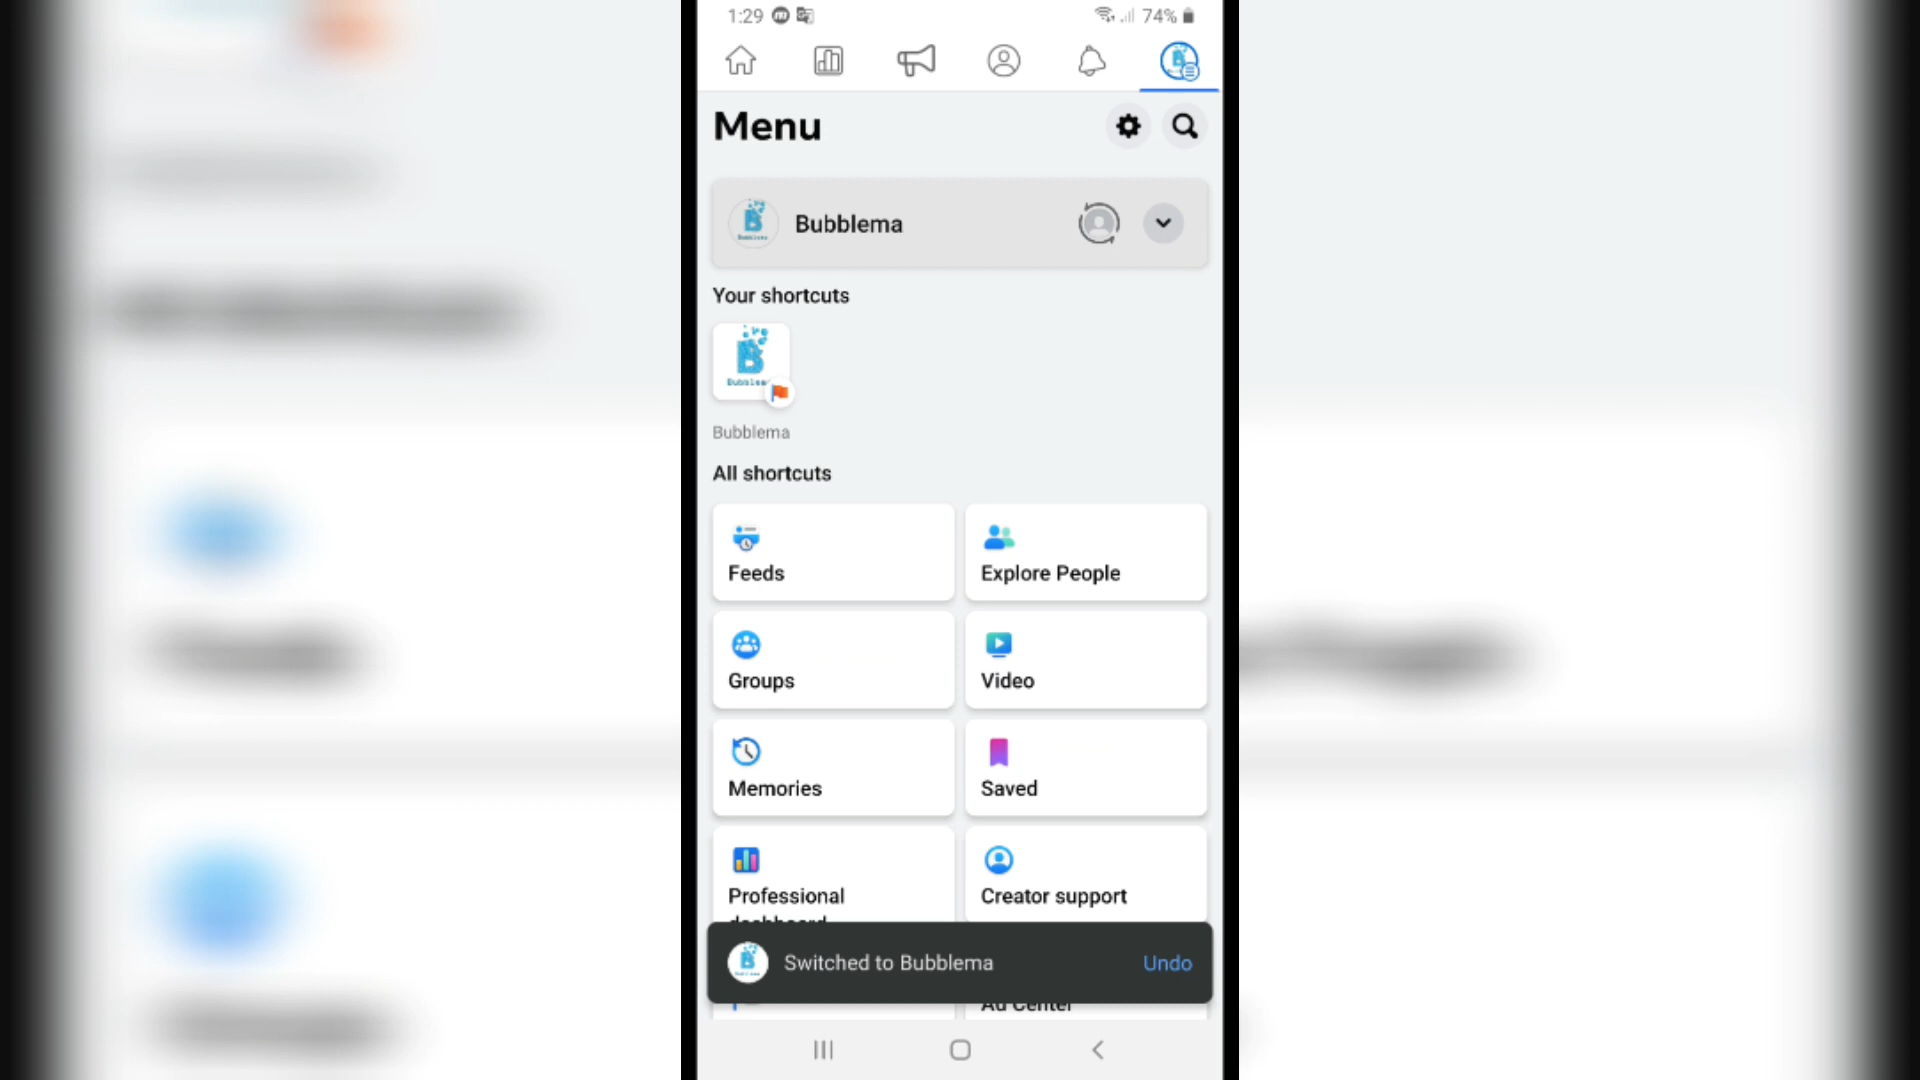 1:29
74%
Menu
Bubblema
Your shortcuts
Bubblema
All shortcuts
Feeds
Explore People
Groups
Video
Memories
Saved
Professional
dashboard
Creator support
Switched to Bubblema
Undo
Ad Center